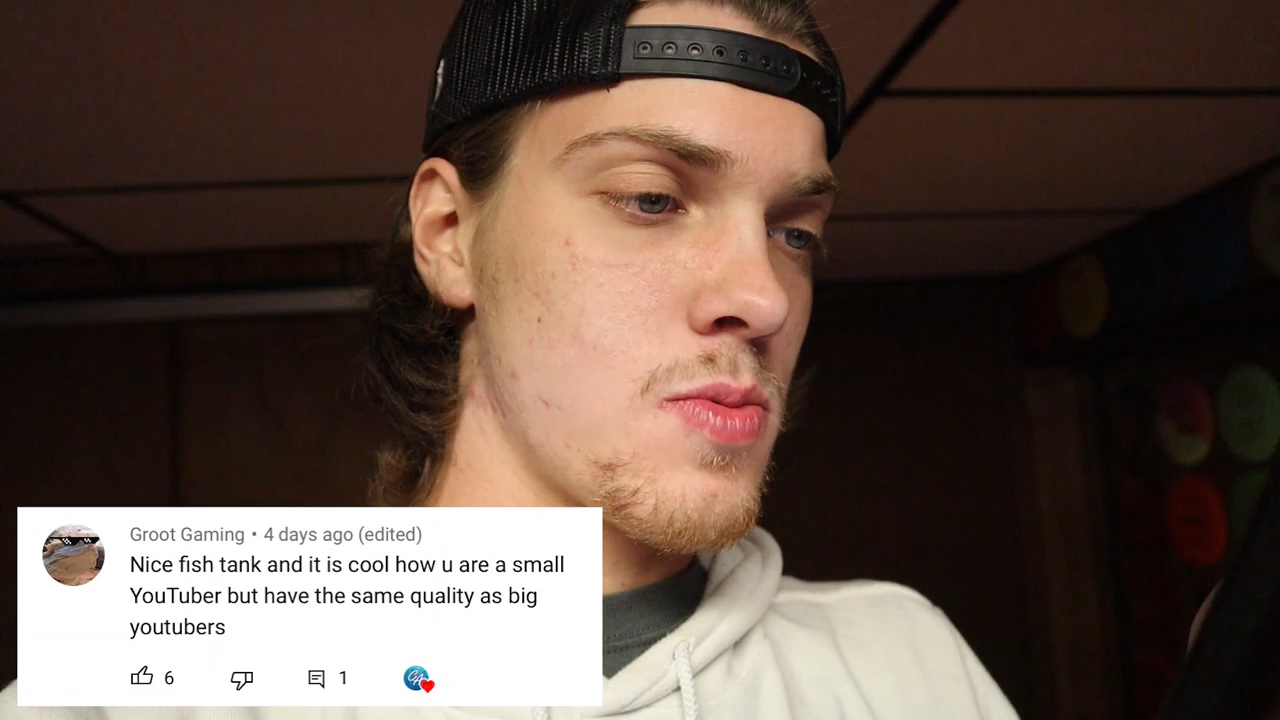 Groot Gaming • 4 days ago (edited)
Nice fish tank and it is cool how u are a small
YouTuber but have the same quality as big
youtubers
6 1